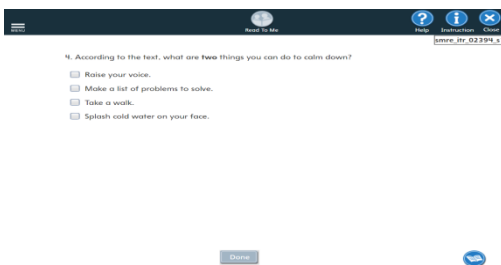 MENU
Read To Me
Help Instruction Close
smre_itr_02394_s
4. According to the text, what are two things you can do to calm down?
Raise your voice.
Make a list of problems to solve.
Take a walk.
Splash cold water on your face.
Done